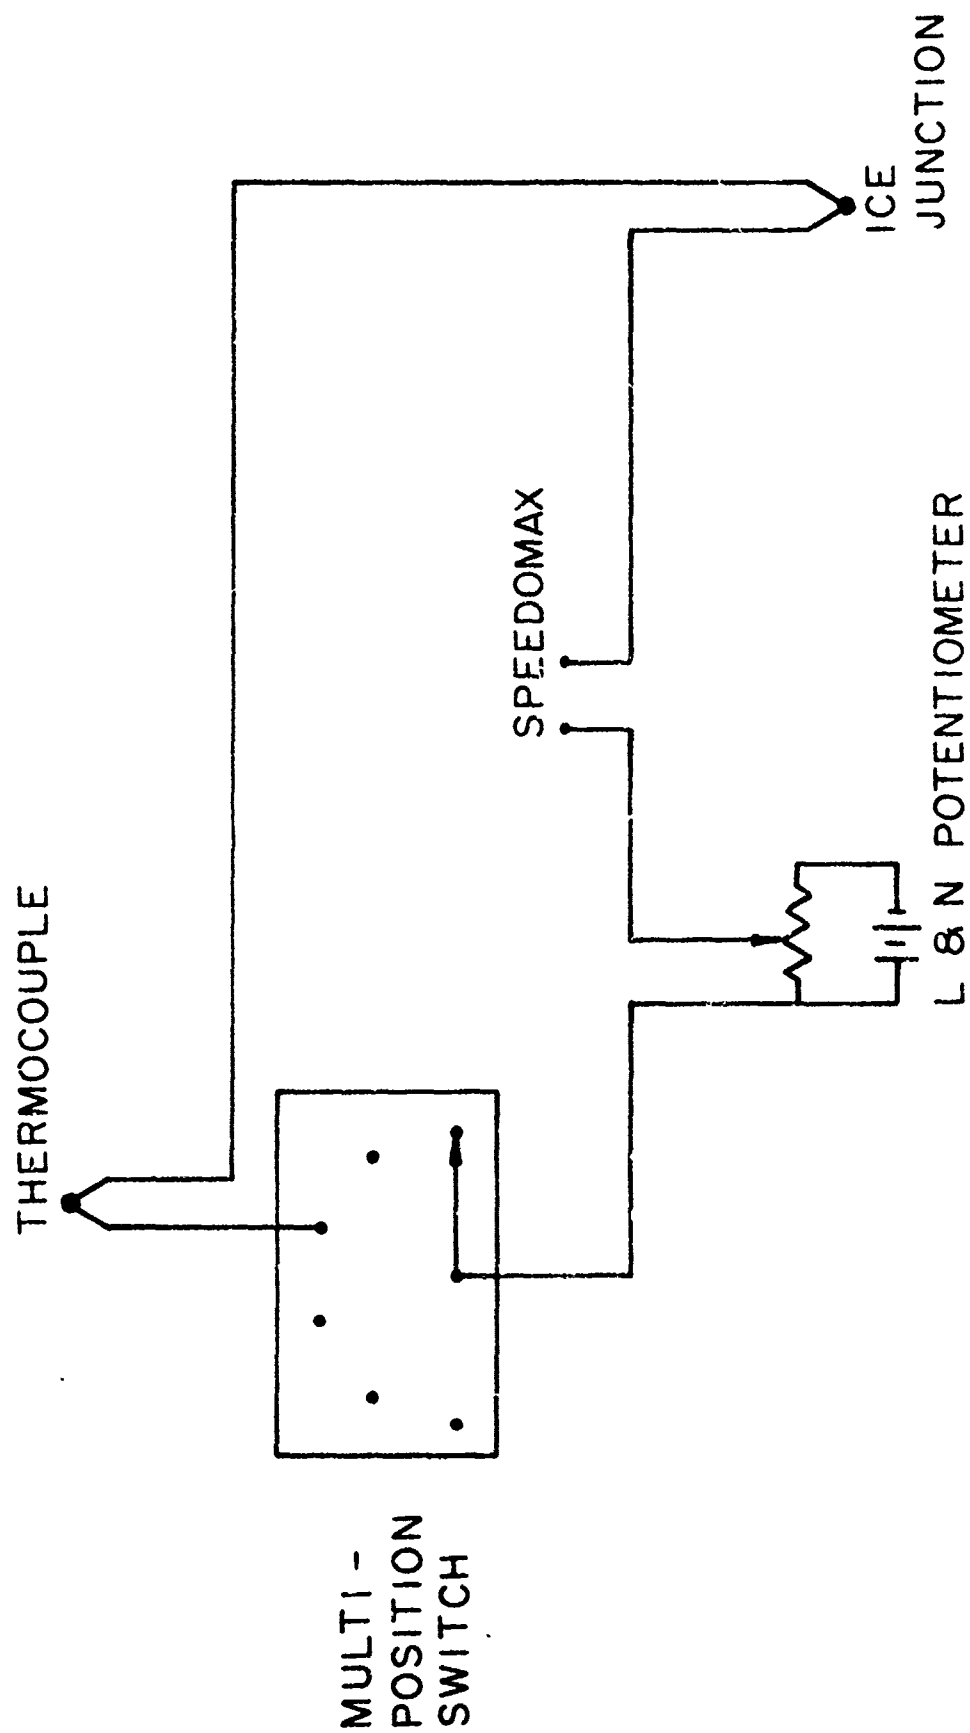 THERMOCOUPLE
MULTI-
POSITION
SWITCH
SPEEDOMAX
ICE
JUNCTION
L & N POTENTIOMETER